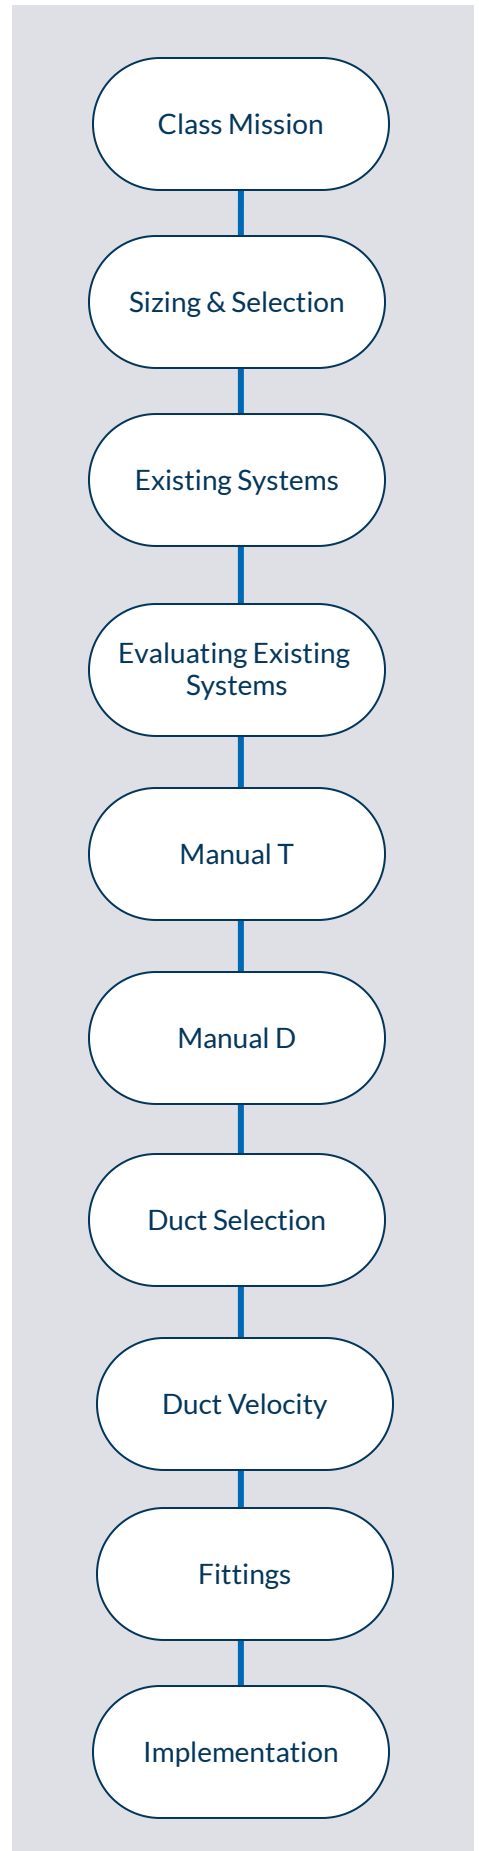 Class Mission
Sizing & Selection
Existing Systems
Evaluating Existing
Systems
Manual T
Manual D
Duct Selection
Duct Velocity
Fittings
Implementation